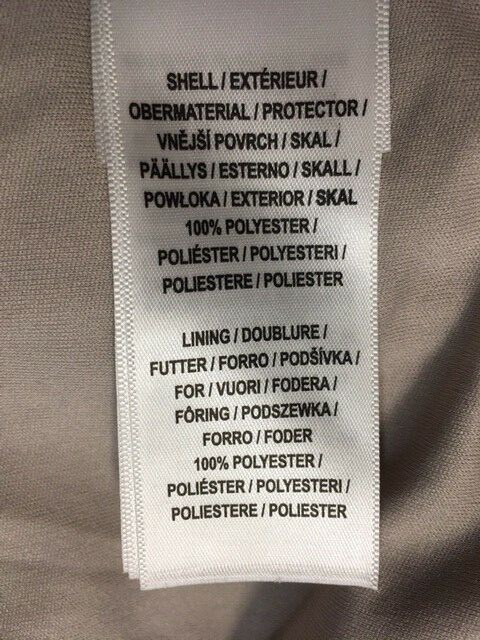 SHELL / EXTÉRIEUR /
OBERMATERIAL / PROTECTOR /
VNĚJŠÍ POVRCH / SKAL /
PÄÄLLYS / ESTERNO / SKALL /
POWŁOKA / EXTERIOR / SKAL
100% POLYESTER /
POLIÉSTER / POLYESTERI /
POLIESTERE / POLIESTER
LINING / DOUBLURE /
FUTTER / FORRO / PODŠÍVKA /
FOR / VUORI / FODERA /
FÔRING / PODSZEWKA /
FORRO / FODER
100% POLYESTER /
POLIÉSTER / POLYESTERI /
POLIESTERE / POLIESTER